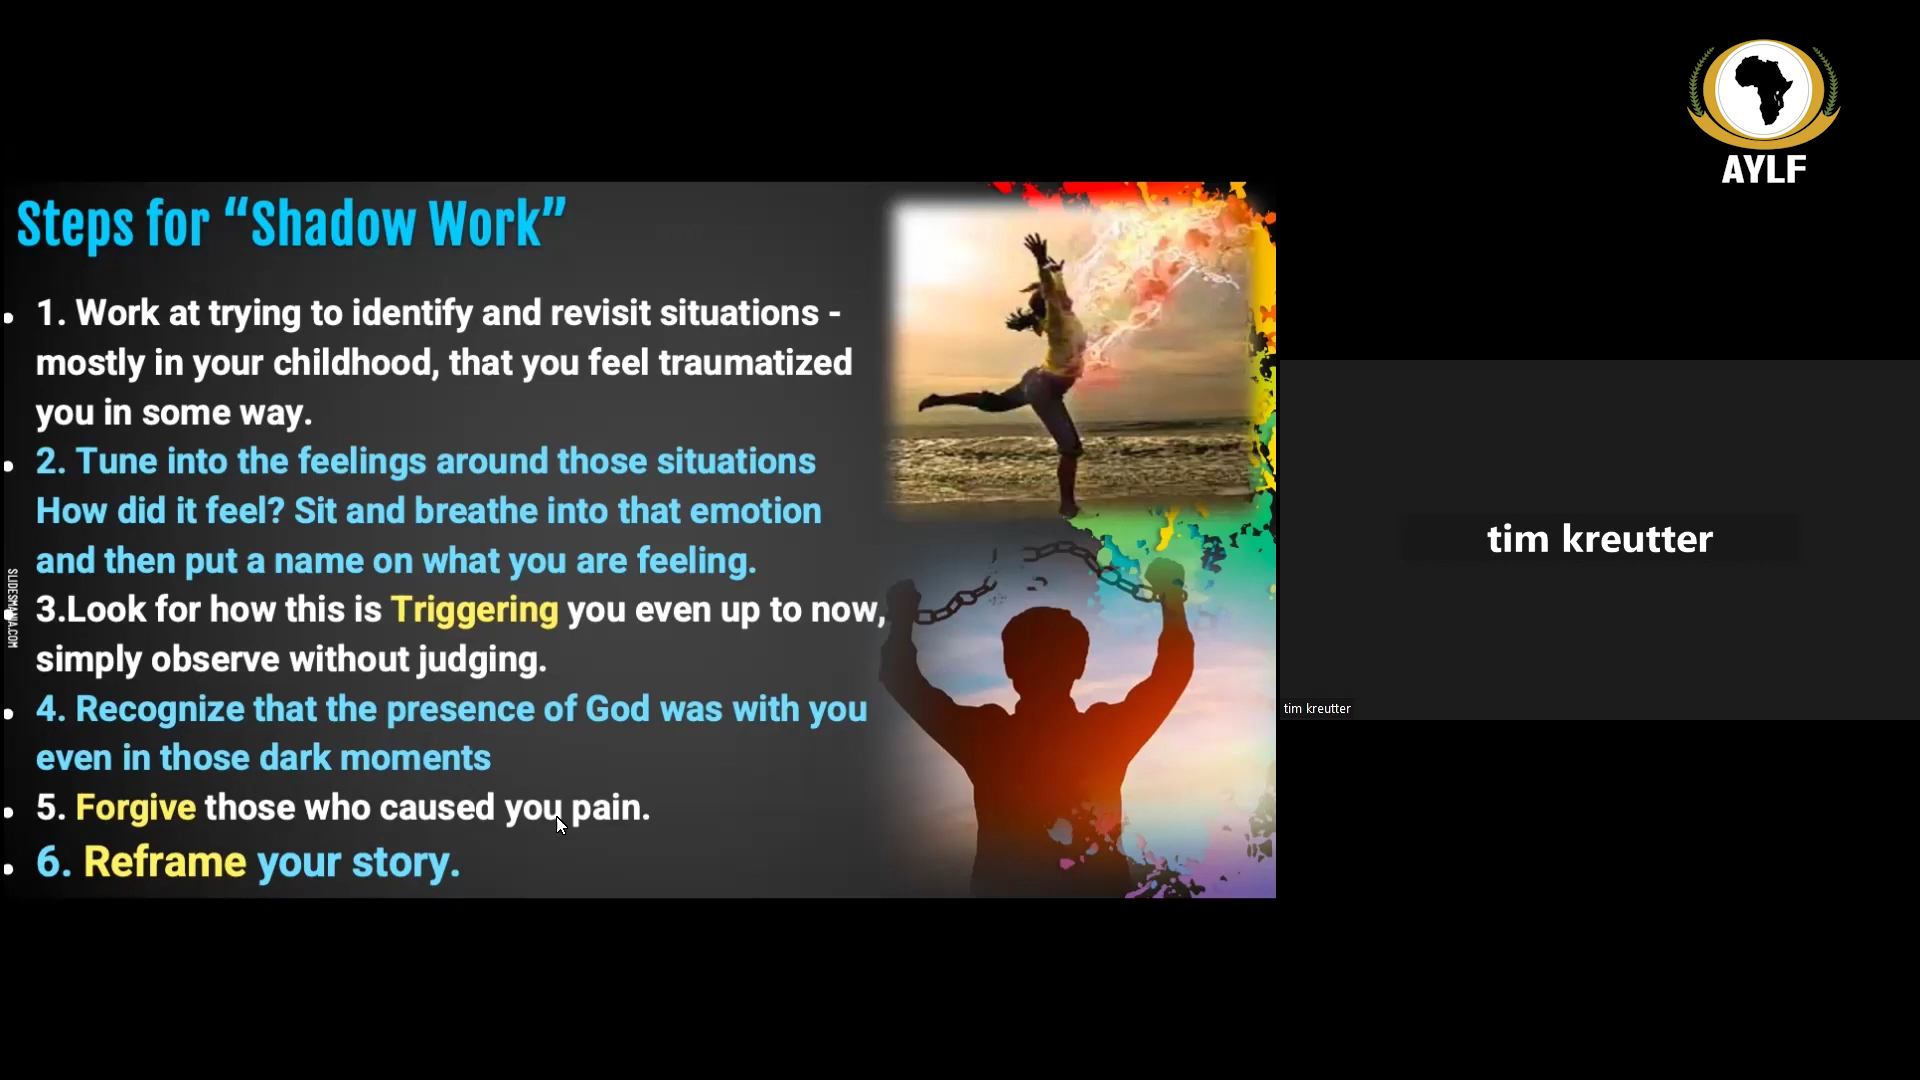 AYLF
Steps for “Shadow Work”
• 1. Work at trying to identify and revisit situations -
mostly in your childhood, that you feel traumatized
you in some way.
• 2. Tune into the feelings around those situations
How did it feel? Sit and breathe into that emotion
and then put a name on what you are feeling.
• 3.Look for how this is Triggering you even up to now,
simply observe without judging.
• 4. Recognize that the presence of God was with you
even in those dark moments
• 5. Forgive those who caused you pain.
• 6. Reframe your story.
SLIDESMANIA.COM
tim kreutter
tim kreutter